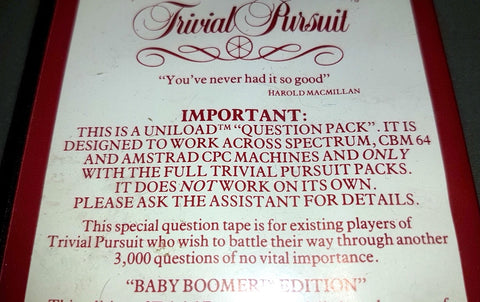 Trivial Pursuit
“You've never had it so good”
HAROLD MACMILLAN
IMPORTANT:
THIS IS A UNILOAD™ “QUESTION PACK”. IT IS
DESIGNED TO WORK ACROSS SPECTRUM, CBM 64
AND AMSTRAD CPC MACHINES AND ONLY
WITH THE FULL TRIVIAL PURSUIT PACKS.
IT DOES NOT WORK ON ITS OWN.
PLEASE ASK THE ASSISTANT FOR DETAILS.
This special question tape is for existing players of
Trivial Pursuit who wish to battle their way through another
3,000 questions of no vital importance.
EDITION”